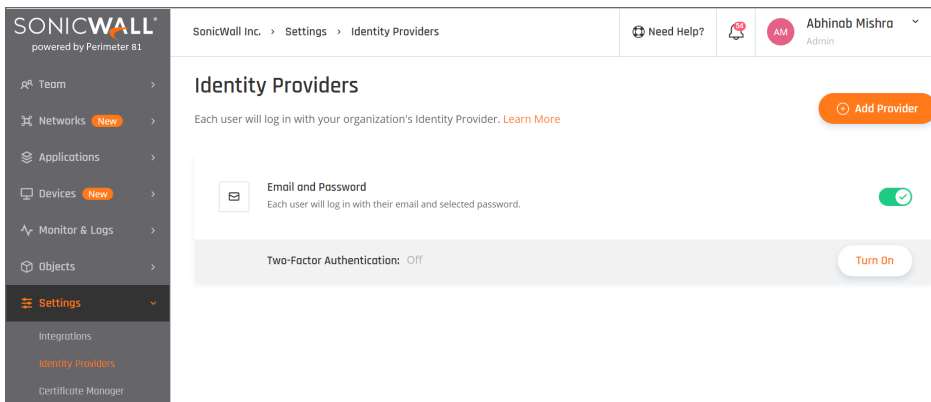 SONICWALL
powered by Perimeter 81
SonicWall Inc. > Settings > Identity Providers
Need Help?
54
AM
Abhinab Mishra
Admin
Team
Networks New
Applications
Devices New
Monitor & Logs
Objects
Settings
Integrations
Identity Providers
Certificate Manager
Identity Providers
Each user will log in with your organization's Identity Provider. Learn More
Add Provider
Email and Password
Each user will log in with their email and selected password.
Two-Factor Authentication: Off
Turn On